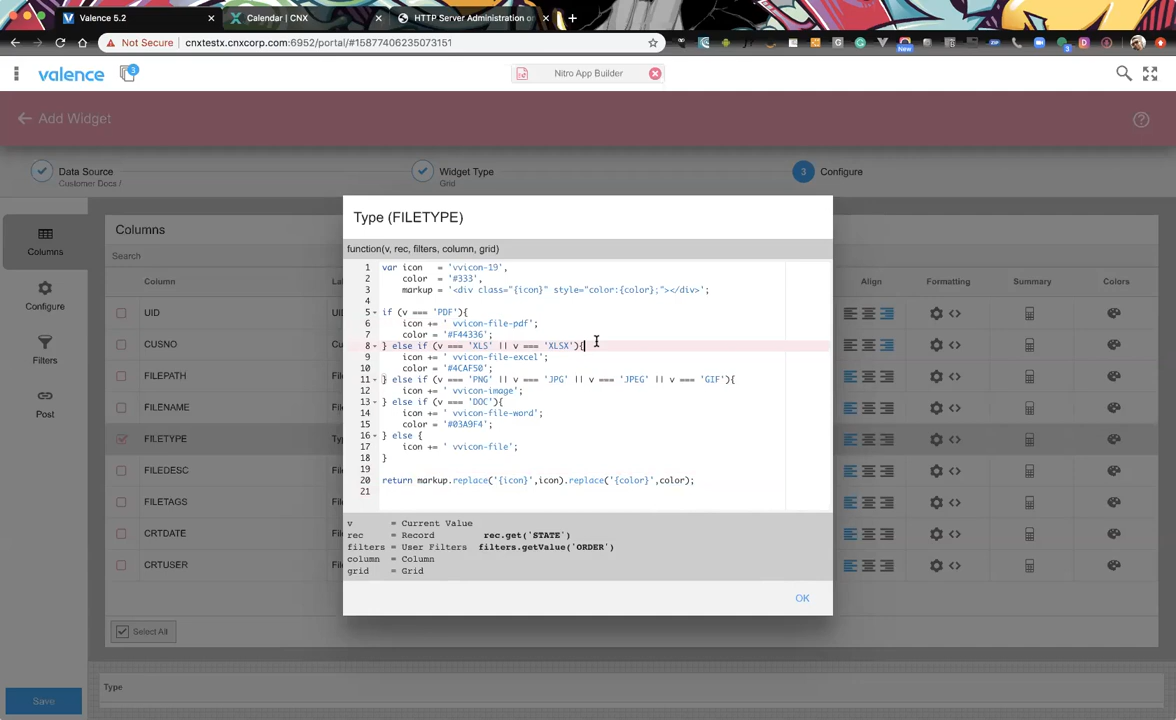 Valence 5.2
Calendar | CNX
HTTP Server Administration on
Not Secure
cnxtestx.cnxcorp.com:6952/portal/#15877406235073151
New
3
valence
3
Nitro App Builder
Add Widget
Data Source
Customer Docs /
Widget Type
Grid
3
Configure
Columns
Configure
Filters
Post
Save
Columns
Search
Column
Align
Formatting
Summary
Colors
UID
CUSNO
FILEPATH
FILENAME
FILETYPE
FILEDESC
FILETAGS
CRTDATE
CRTUSER
Select All
Type
Type (FILETYPE)
function(v, rec, filters, column, grid)
1 var icon = 'vvicon-19',
2 color = '#333',
3 markup = '<div class="{icon}" style="color:{color};"></div>';
4
5 if (v === 'PDF'){
6 icon += ' vvicon-file-pdf';
7 color = '#F44336';
8 } else if (v === 'XLS' || v === 'XLSX'){
9 icon += ' vvicon-file-excel';
10 color = '#4CAF50';
11 } else if (v === 'PNG' || v === 'JPG' || v === 'JPEG' || v === 'GIF'){
12 icon += ' vvicon-image';
13 } else if (v === 'DOC'){
14 icon += ' vvicon-file-word';
15 color = '#03A9F4';
16 } else {
17 icon += ' vvicon-file';
18 }
19
20 return markup.replace('{icon}',icon).replace('{color}',color);
21
v = Current Value
rec = Record rec.get('STATE')
filters = User Filters filters.getValue('ORDER')
column = Column
grid = Grid
OK